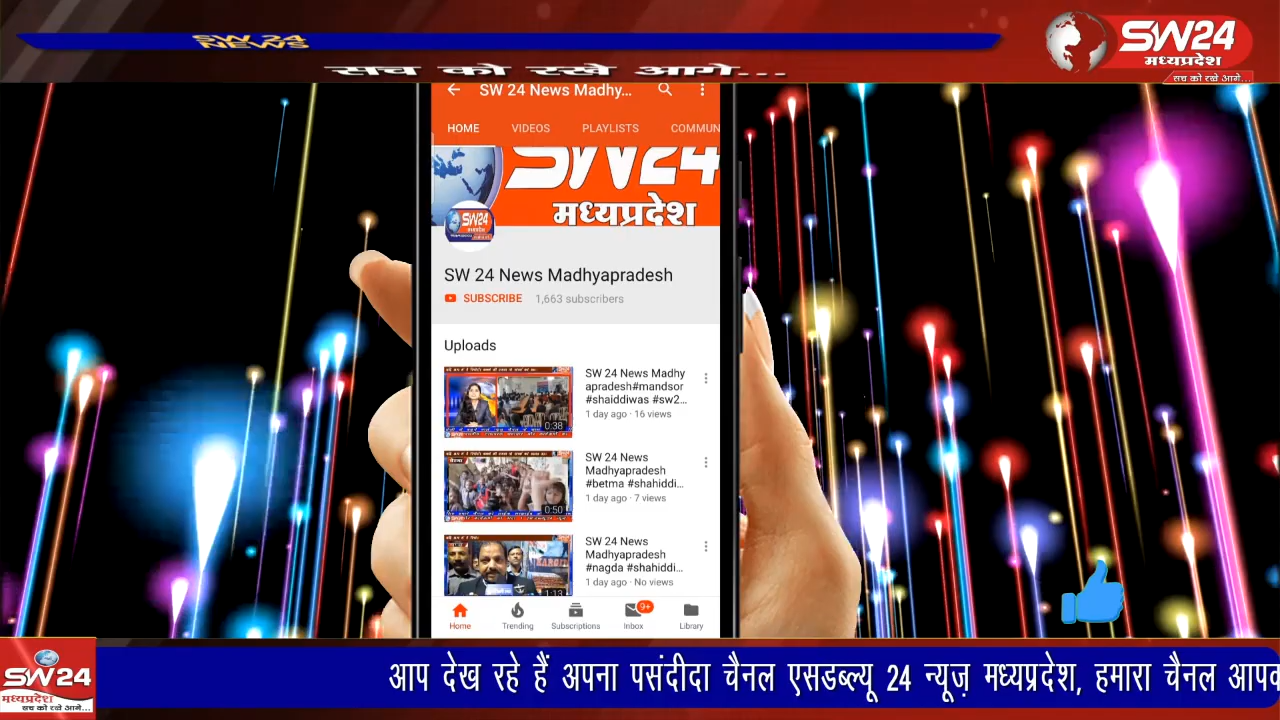 SW 24
NEWS
सच को रखे आगे...
SW24
मध्यप्रदेश
सच को रखे आगे...
SW 24 News Madhy...
HOME VIDEOS PLAYLISTS COMMUN
SW24
मध्यप्रदेश
SW24
SW 24 News Madhyapradesh
SUBSCRIBE 1,663 subscribers
Uploads
SW 24 News Madhy
apradesh#mandsor
#shaiddiwas #sw2...
1 day ago · 16 views
0:38
SW 24 News
Madhyapradesh
#betma #shahiddi...
1 day ago · 7 views
0:50
SW 24 News
Madhyapradesh
#nagda #shahiddi...
1 day ago · No views
1:13
9+
Home Trending Subscriptions Inbox Library
SW24
मध्यप्रदेश
सच को रखे आगे...
आप देख रहे हैं अपना पसंदीदा चैनल एसडब्ल्यू 24 न्यूज़ मध्यप्रदेश, हमारा चैनल आपक